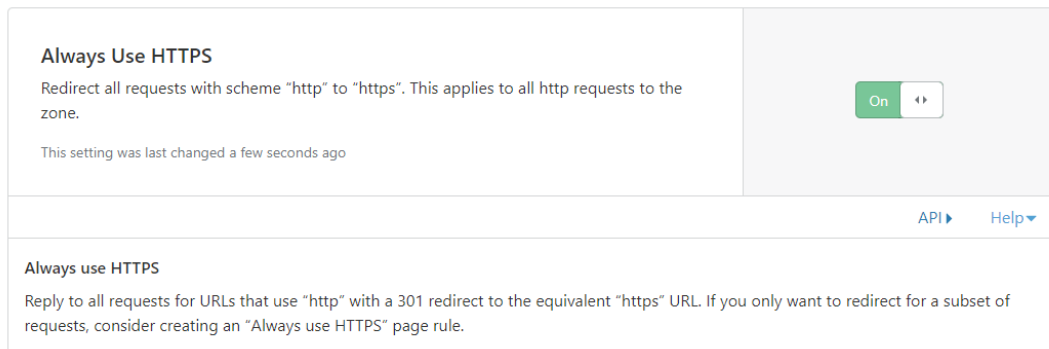 Always Use HTTPS
Redirect all requests with scheme “http” to “https”. This applies to all http requests to the
zone.
On
This setting was last changed a few seconds ago
API
Help
Always use HTTPS
Reply to all requests for URLs that use “http” with a 301 redirect to the equivalent “https” URL. If you only want to redirect for a subset of
requests, consider creating an “Always use HTTPS” page rule.